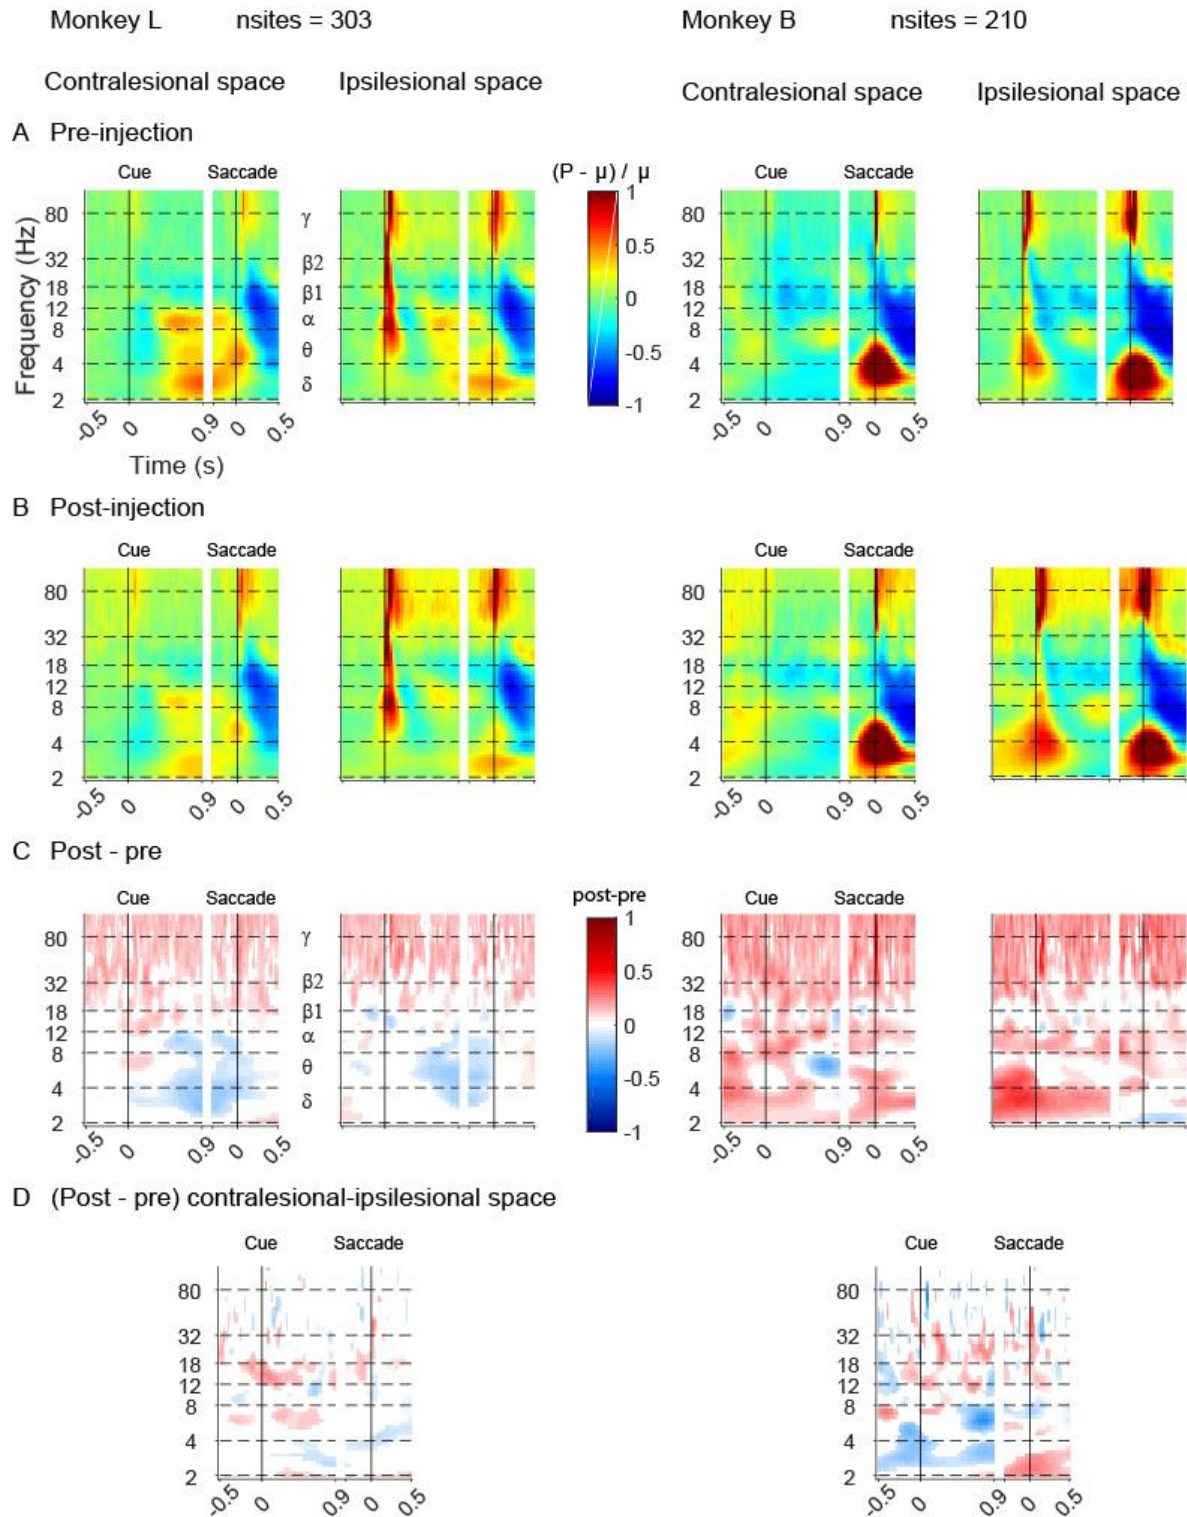 Monkey L nsites = 303 Monkey B nsites = 210
Contralesional space Ipsilesional space Contralesional space Ipsilesional space
A Pre-injection
Cue Saccade (P - μ) / μ Cue Saccade
Frequency (Hz)
80 γ 1 80
32 β2 0.5 32
18 β1 0 18
12 α 12
8 8
4 θ -0.5 4
2 δ -1 2
-0.5 0 0.9 0 0.5 -0.5 0 0.9 0 0.5
Time (s)
B Post-injection
Cue Saccade Cue Saccade
80 80
32 32
18 18
12 12
8 8
4 4
2 2
-0.5 0 0.9 0 0.5 -0.5 0 0.9 0 0.5
C Post - pre
Cue Saccade post-pre Cue Saccade
80 γ 1 80
32 β2 0.5 32
18 β1 0 18
12 α 12
8 θ 8
4 -0.5 4
2 δ -1 2
-0.5 0 0.9 0 0.5 -0.5 0 0.9 0 0.5
D (Post - pre) contralesional-ipsilesional space
Cue Saccade Cue Saccade
80 80
32 32
18 18
12 12
8 8
4 4
2 2
-0.5 0 0.9 0 0.5 -0.5 0 0.9 0 0.5